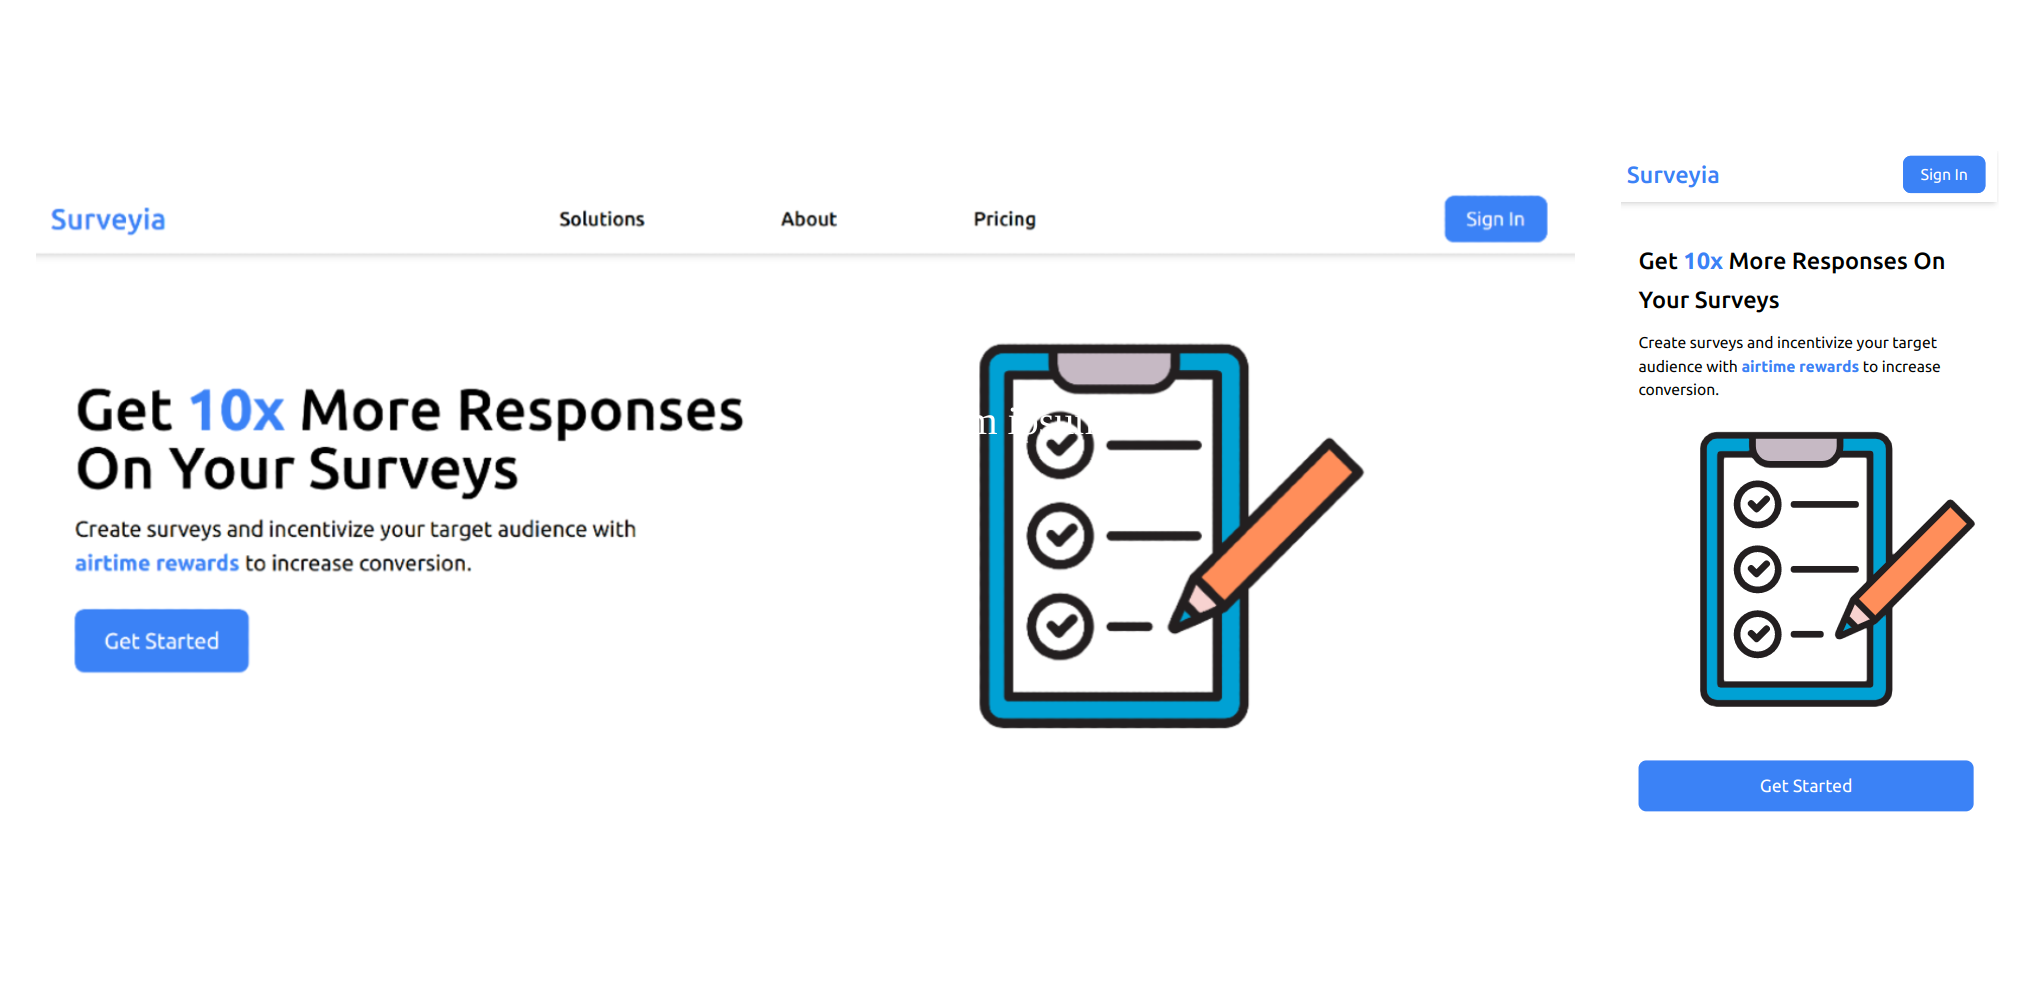 Surveyia
Solutions
About
Pricing
Sign In
Get 10x More Responses
On Your Surveys
Create surveys and incentivize your target audience with
airtime rewards to increase conversion.
Get Started
Surveyia
Sign In
Get 10x More Responses On
Your Surveys
Create surveys and incentivize your target
audience with airtime rewards to increase
conversion.
Get Started